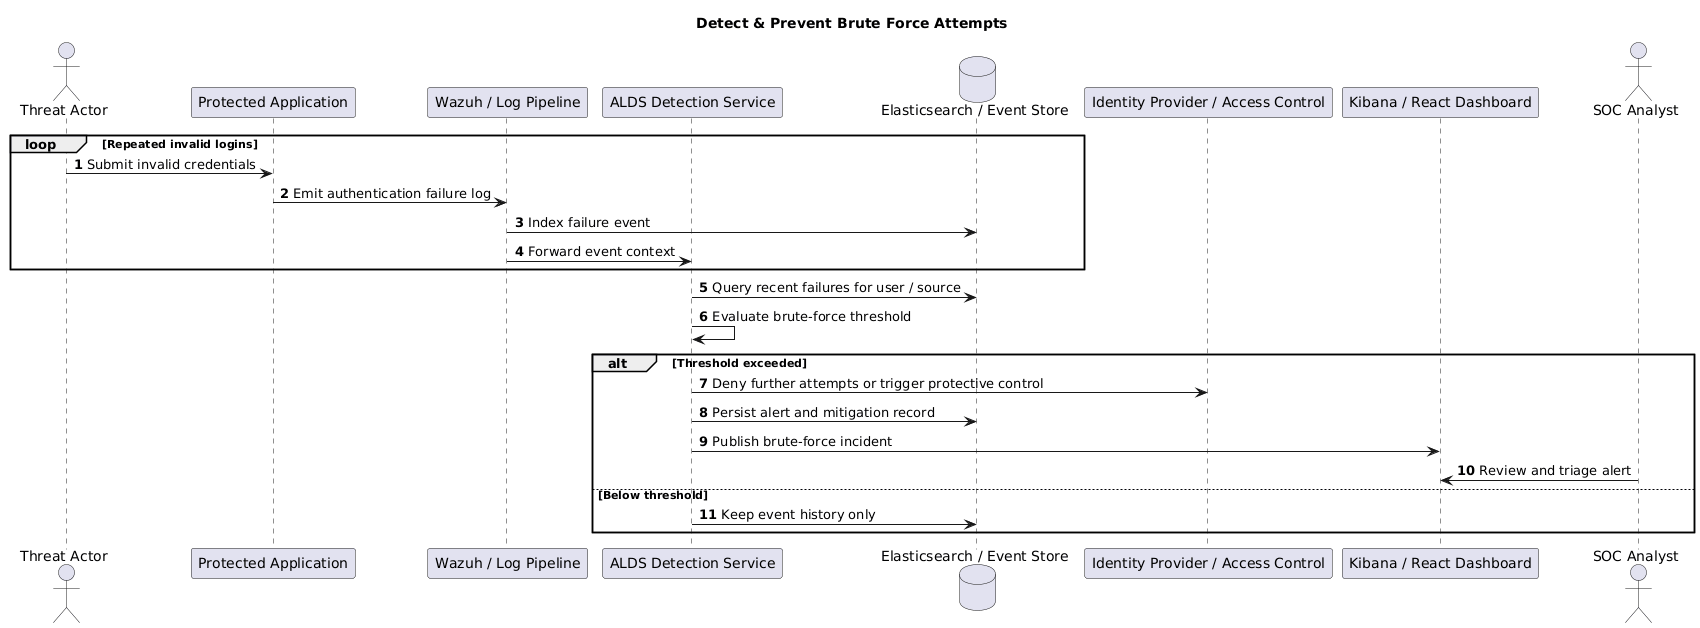 Detect & Prevent Brute Force Attempts
Threat Actor
Protected Application
Wazuh / Log Pipeline
ALDS Detection Service
Elasticsearch / Event Store
Identity Provider / Access Control
Kibana / React Dashboard
SOC Analyst
loop [Repeated invalid logins]
1 Submit invalid credentials
2 Emit authentication failure log
3 Index failure event
4 Forward event context
5 Query recent failures for user / source
6 Evaluate brute-force threshold
alt [Threshold exceeded]
7 Deny further attempts or trigger protective control
8 Persist alert and mitigation record
9 Publish brute-force incident
10 Review and triage alert
[Below threshold]
11 Keep event history only
Threat Actor
Protected Application
Wazuh / Log Pipeline
ALDS Detection Service
Elasticsearch / Event Store
Identity Provider / Access Control
Kibana / React Dashboard
SOC Analyst